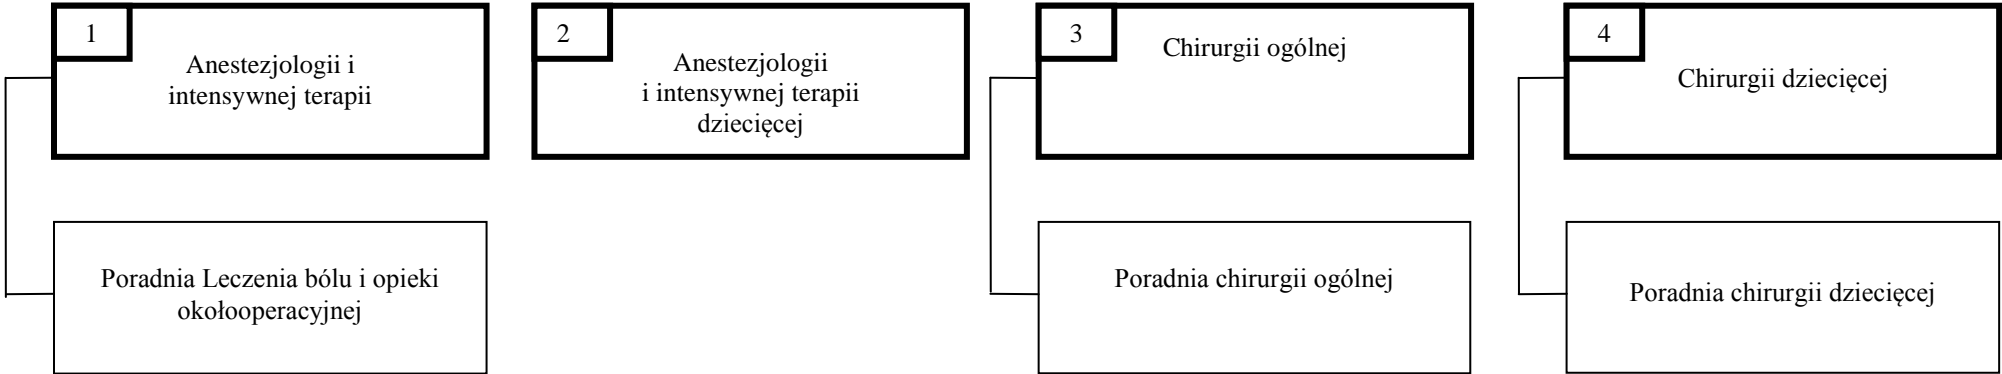 1
Anestezjologii i
intensywnej terapii
2
Anestezjologii
i intensywnej terapii
dziecięcej
3
Chirurgii ogólnej
4
Chirurgii dziecięcej
Poradnia Leczenia bólu i opieki
okołooperacyjnej
Poradnia chirurgii ogólnej
Poradnia chirurgii dziecięcej